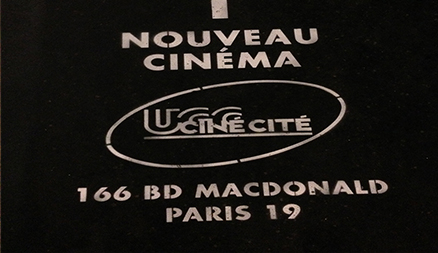 NOUVEAU
CINÉMA
UGC CINÉ CITÉ
166 BD MACDONALD
PARIS 19